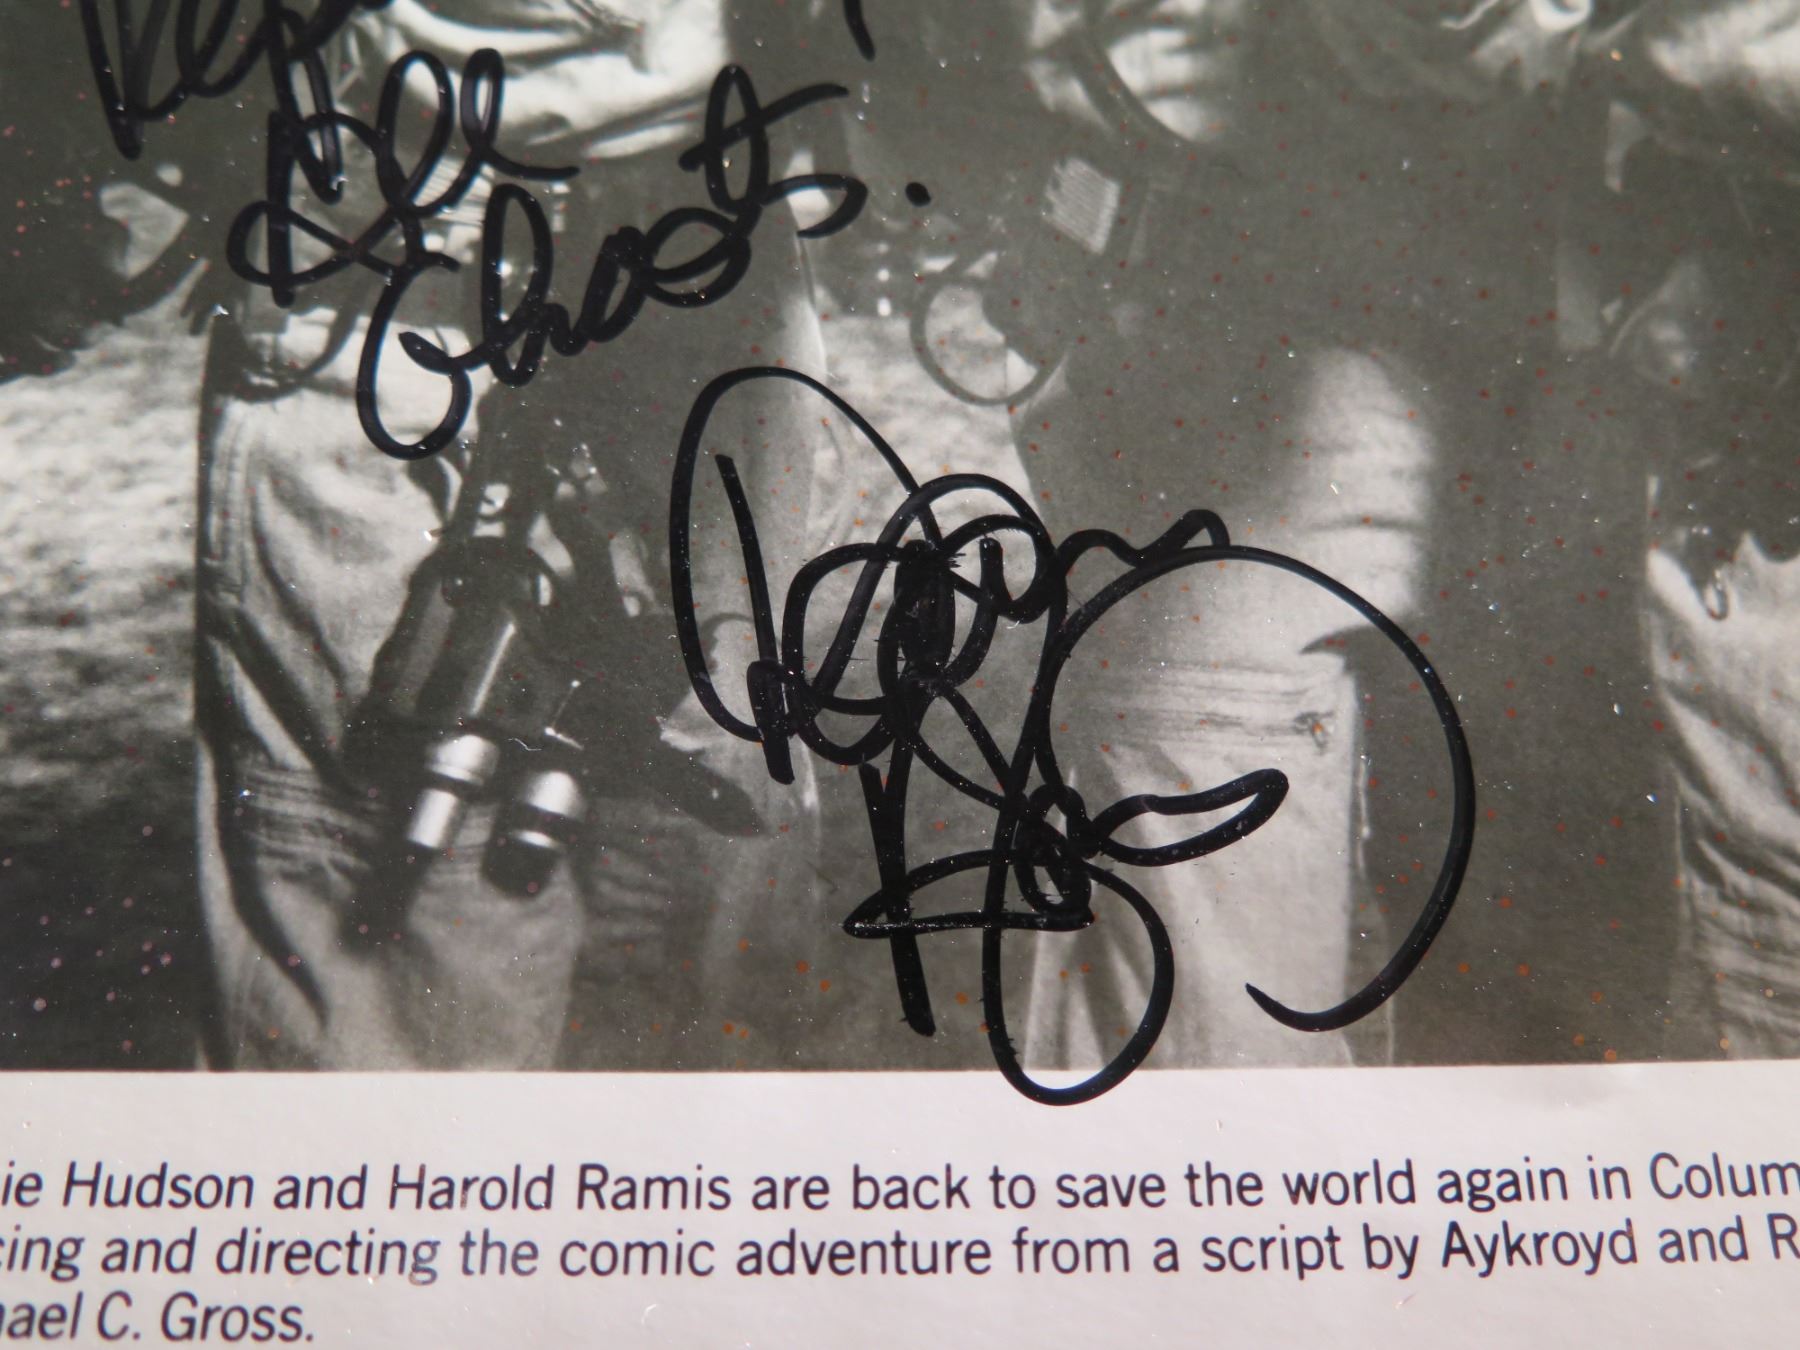 All
Ghosts.
ie Hudson and Harold Ramis are back to save the world again in Colum
cing and directing the comic adventure from a script by Aykroyd and R
ael C. Gross.